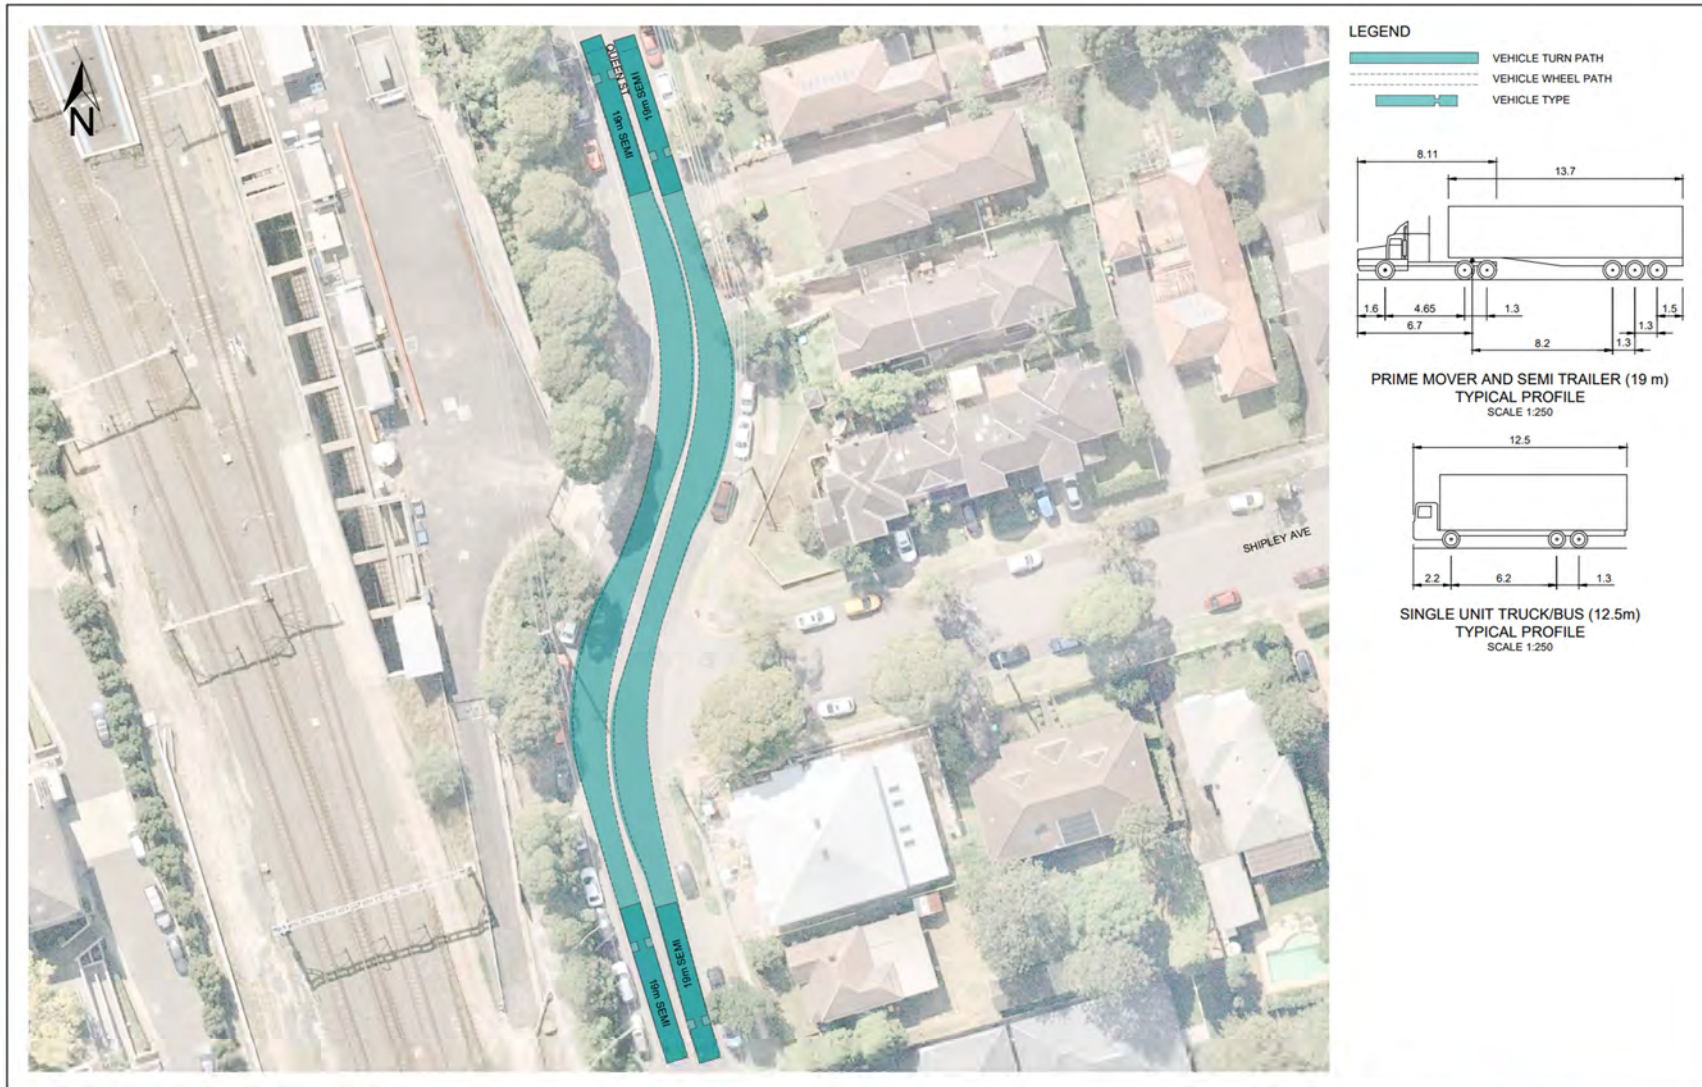 N
QUEEN ST
19m SEMI
19m SEMI
SHIPLEY AVE
19m SEMI
19m SEMI
LEGEND
VEHICLE TURN PATH
VEHICLE WHEEL PATH
VEHICLE TYPE
8.11
13.7
1.6
4.65
1.3
1.5
6.7
1.3
8.2
1.3
PRIME MOVER AND SEMI TRAILER (19 m)
TYPICAL PROFILE
SCALE 1:250
12.5
2.2
6.2
1.3
SINGLE UNIT TRUCK/BUS (12.5m)
TYPICAL PROFILE
SCALE 1:250